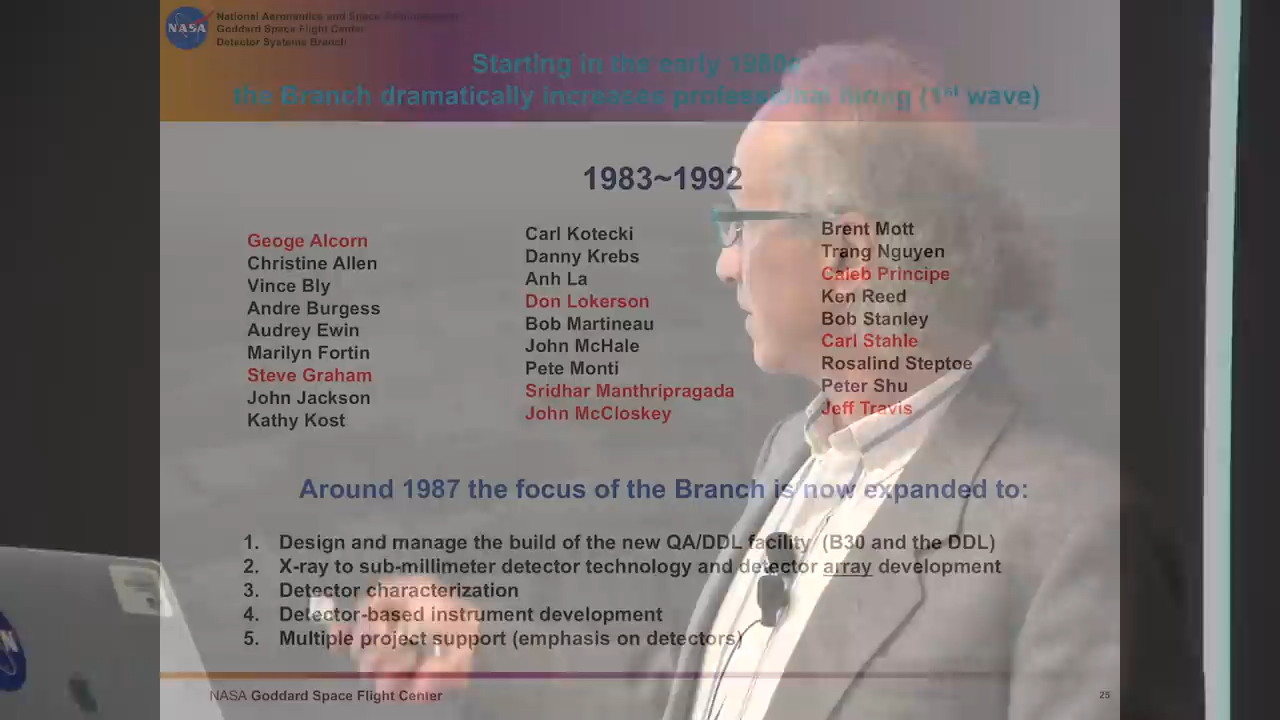 NASA
National Aeronautics and Space Administration
Goddard Space Flight Center
Detector Systems Branch
Starting in the early 1980s
the Branch dramatically increases professional hiring (1st wave)
1983~1992
Geoge Alcorn
Christine Allen
Vince Bly
Andre Burgess
Audrey Ewin
Marilyn Fortin
Steve Graham
John Jackson
Kathy Kost
Carl Kotecki
Danny Krebs
Anh La
Don Lokerson
Bob Martineau
John McHale
Pete Monti
Sridhar Manthripragada
John McCloskey
Brent Mott
Trang Nguyen
Caleb Principe
Ken Reed
Bob Stanley
Carl Stahle
Rosalind Steptoe
Peter Shu
Jeff Travis
Around 1987 the focus of the Branch is now expanded to:
1. Design and manage the build of the new QA/DDL facility (B30 and the DDL)
2. X-ray to sub-millimeter detector technology and detector array development
3. Detector characterization
4. Detector-based instrument development
5. Multiple project support (emphasis on detectors)
NASA Goddard Space Flight Center
25